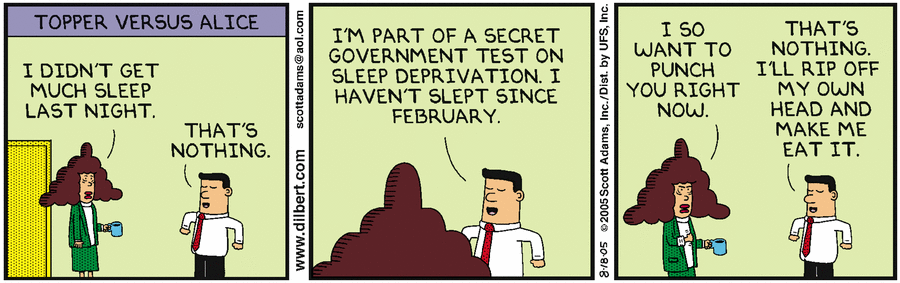 TOPPER VERSUS ALICE
I DIDN'T GET
MUCH SLEEP
LAST NIGHT.
THAT'S
NOTHING.
www.dilbert.com scottadams@aol.com
I'M PART OF A SECRET
GOVERNMENT TEST ON
SLEEP DEPRIVATION. I
HAVEN'T SLEPT SINCE
FEBRUARY.
8-18-05 ©2005 Scott Adams, Inc./Dist. by UFS, Inc.
I SO
WANT TO
PUNCH
YOU RIGHT
NOW.
THAT'S
NOTHING.
I'LL RIP OFF
MY OWN
HEAD AND
MAKE ME
EAT IT.